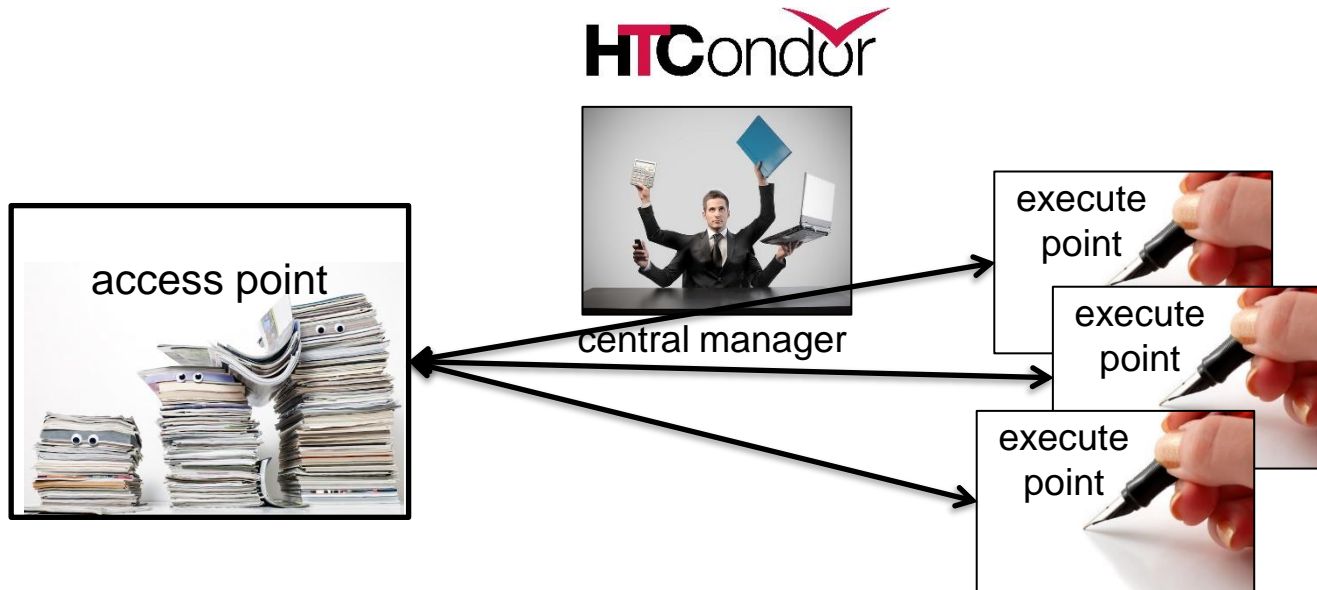 HTCondor
access point
central manager
execute
point
execute
point
execute
point